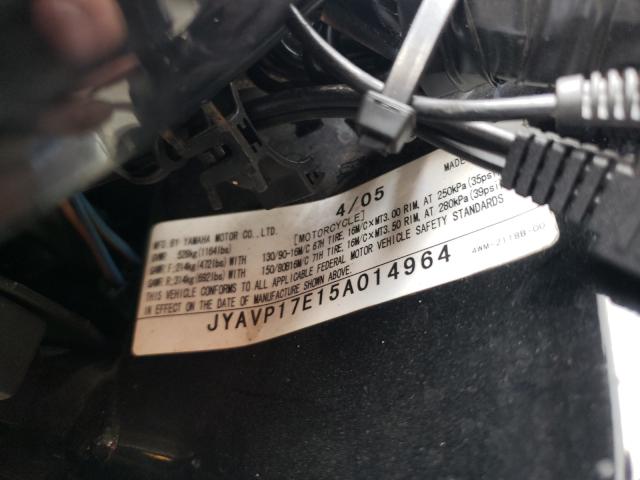 4/05
MADE
MFG BY YAMAHA MOTOR CO., LTD. [MOTORCYCLE]
GVWR 528kg(1164lbs)
GAWR F:214kg(472lbs)WITH 130/90-16M/C 67H TIRE, 16M/C×MT3.00 RIM, AT 250kPa(35psi
GAWR R:314kg(692lbs)WITH 150/80B16M/C 71H TIRE, 16M/C×MT3.50 RIM, AT 280kPa(39psi)
THIS VEHICLE CONFORMS TO ALL APPLICABLE FEDERAL MOTOR VEHICLE SAFETY STANDARDS
IN EFFECT ON THE DATE OF MANUFACTURE SHOWN ABOVE.
4WM-2118B-00
JYAVP17E15A014964